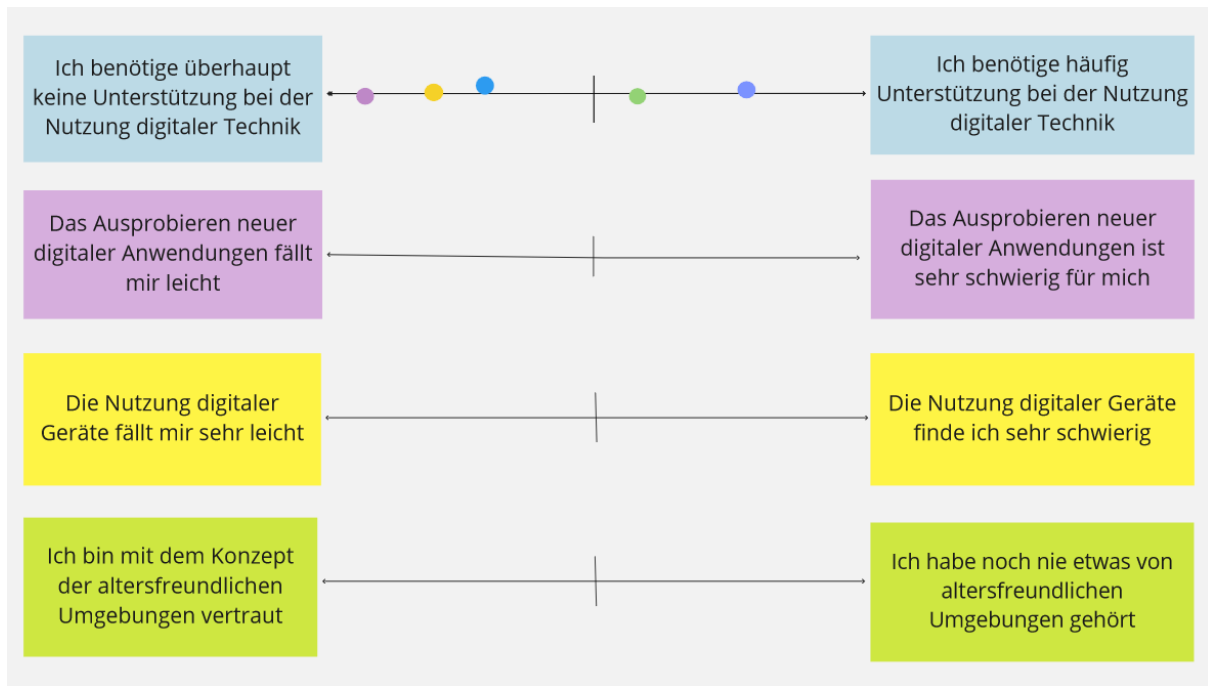 Ich benötige überhaupt
keine Unterstützung bei der
Nutzung digitaler Technik
Ich benötige häufig
Unterstützung bei der Nutzung
digitaler Technik
Das Ausprobieren neuer
digitaler Anwendungen fällt
mir leicht
Das Ausprobieren neuer
digitaler Anwendungen ist
sehr schwierig für mich
Die Nutzung digitaler
Geräte fällt mir sehr leicht
Die Nutzung digitaler Geräte
finde ich sehr schwierig
Ich bin mit dem Konzept
der altersfreundlichen
Umgebungen vertraut
Ich habe noch nie etwas von
altersfreundlichen
Umgebungen gehört